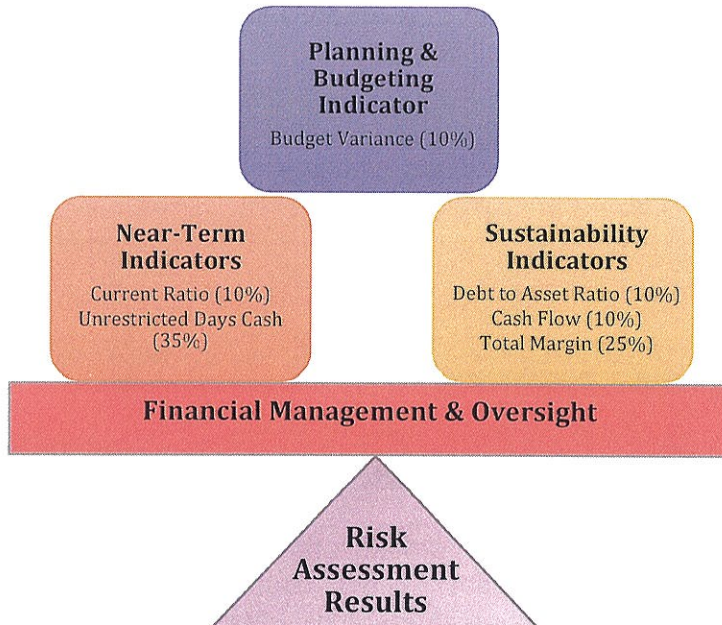 Planning &
Budgeting
Indicator
Budget Variance (10%)
Near-Term
Indicators
Current Ratio (10%)
Unrestricted Days Cash
(35%)
Sustainability
Indicators
Debt to Asset Ratio (10%)
Cash Flow (10%)
Total Margin (25%)
Financial Management & Oversight
Risk
Assessment
Results